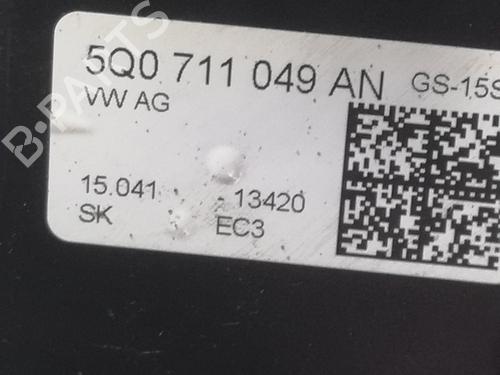 5Q0 711 049 AN GS-15S
VW AG
15.041 - 13420
SK EC3
B-PARTS